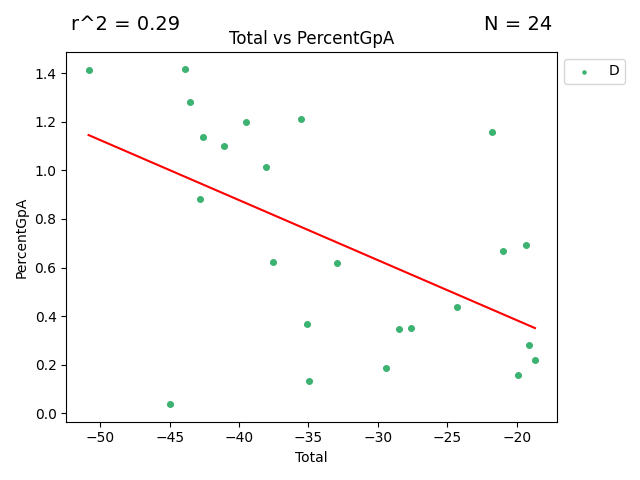 r^2 = 0.29
N = 24
Total vs PercentGpA
D
PercentGpA
1.4
1.2
1.0
0.8
0.6
0.4
0.2
0.0
−50 −45 −40 −35 −30 −25 −20
Total